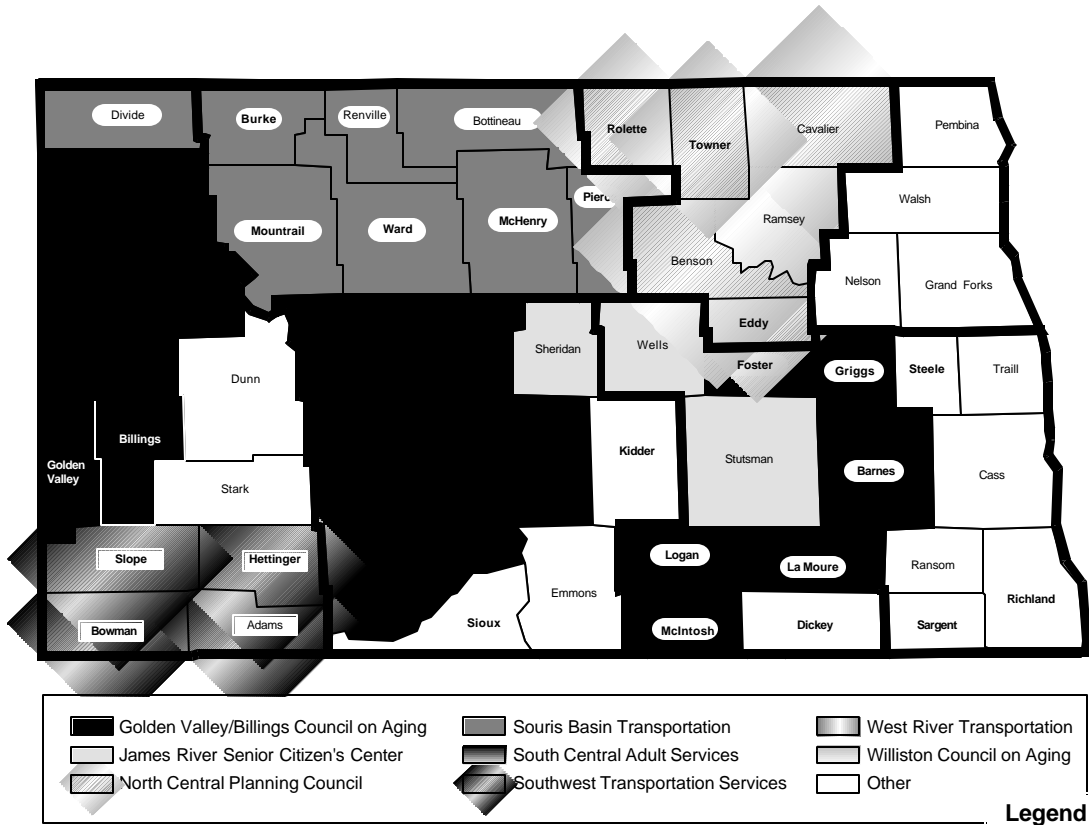 Divide
Burke
Renville
Bottineau
Rolette
Towner
Cavalier
Pembina
Walsh
Pierc
Mountrail
Ward
McHenry
Ramsey
Benson
Nelson
Grand Forks
Eddy
Sheridan
Wells
Foster
Griggs
Steele
Traill
Dunn
Billings
Golden
Valley
Stark
Kidder
Stutsman
Barnes
Cass
Slope
Hettinger
Logan
La Moure
Ransom
Emmons
Richland
Bowman
Adams
Sioux
McIntosh
Dickey
Sargent
Golden Valley/Billings Council on Aging
James River Senior Citizen's Center
North Central Planning Council
Souris Basin Transportation
South Central Adult Services
Southwest Transportation Services
West River Transportation
Williston Council on Aging
Other
Legend